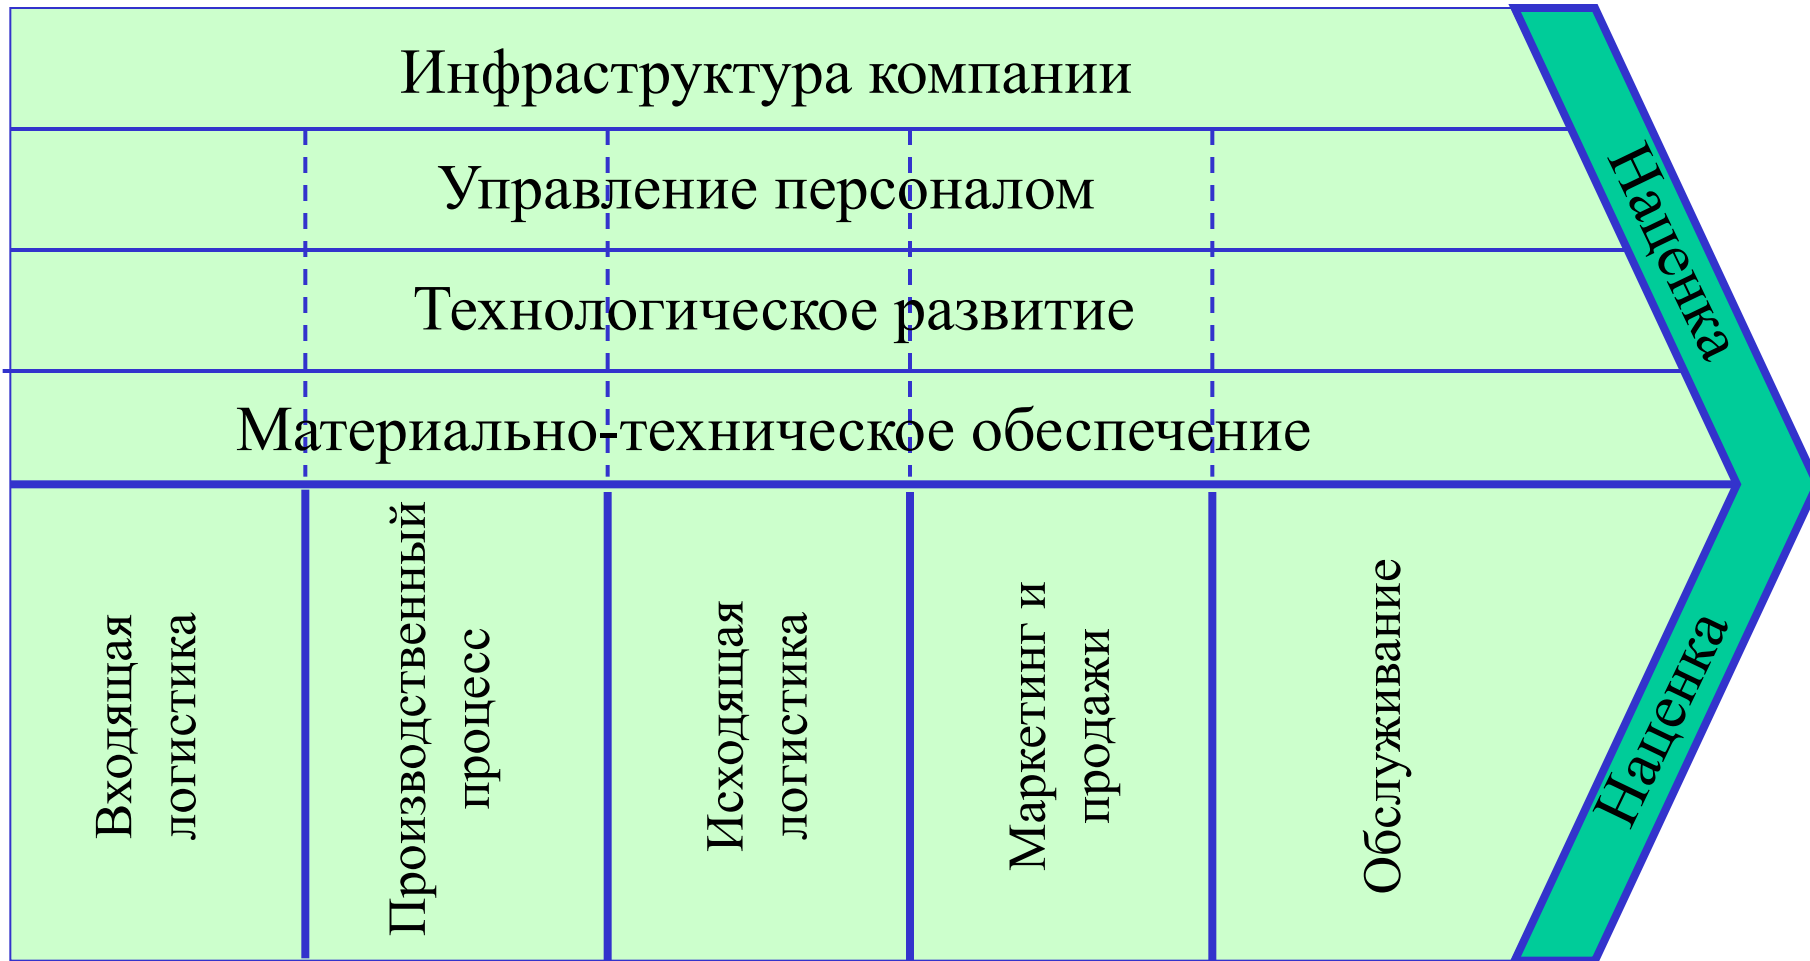 Инфраструктура компании
Управление персоналом
Технологическое развитие
Материально-техническое обеспечение
Наценка
Входящая
логистика
Производственный
процесс
Исходящая
логистика
Маркетинг и
продажи
Обслуживание
Наценка